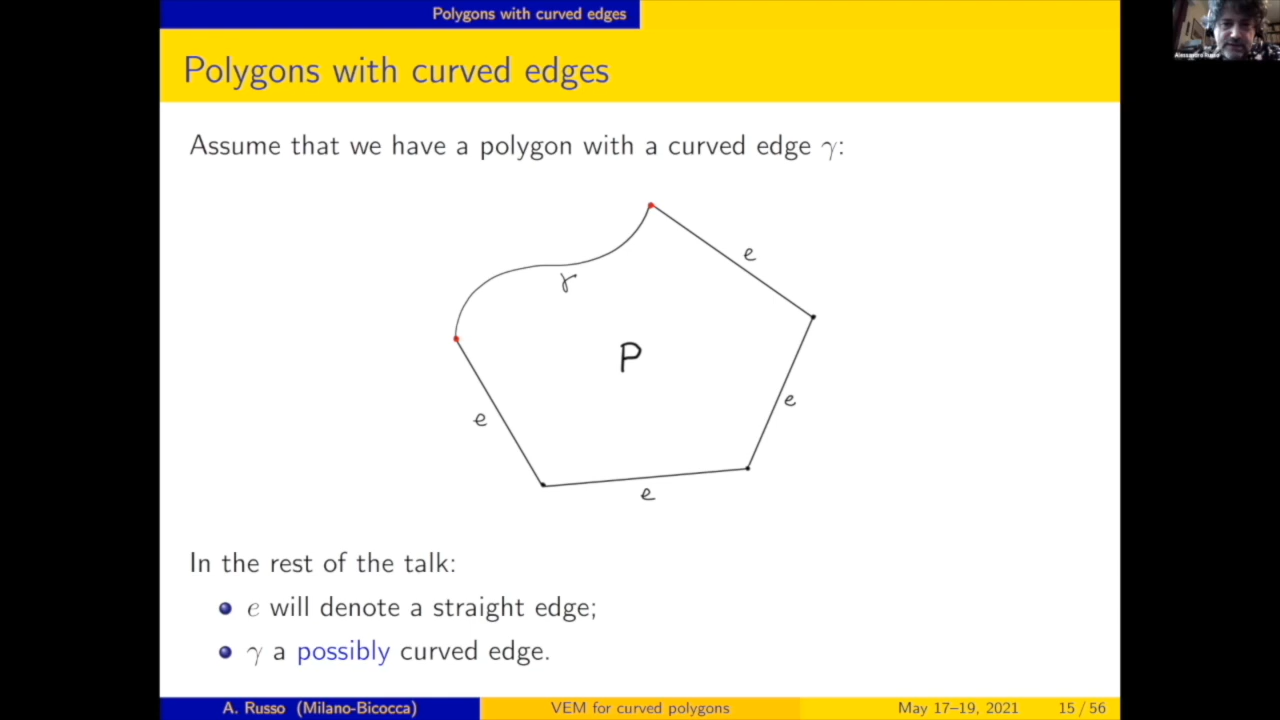 Polygons with curved edges
Alessandro Russo
Polygons with curved edges
Assume that we have a polygon with a curved edge γ:
e
γ
P
e
e
e
In the rest of the talk:
e will denote a straight edge;
γ a possibly curved edge.
A. Russo (Milano-Bicocca) VEM for curved polygons May 17–19, 2021 15 / 56